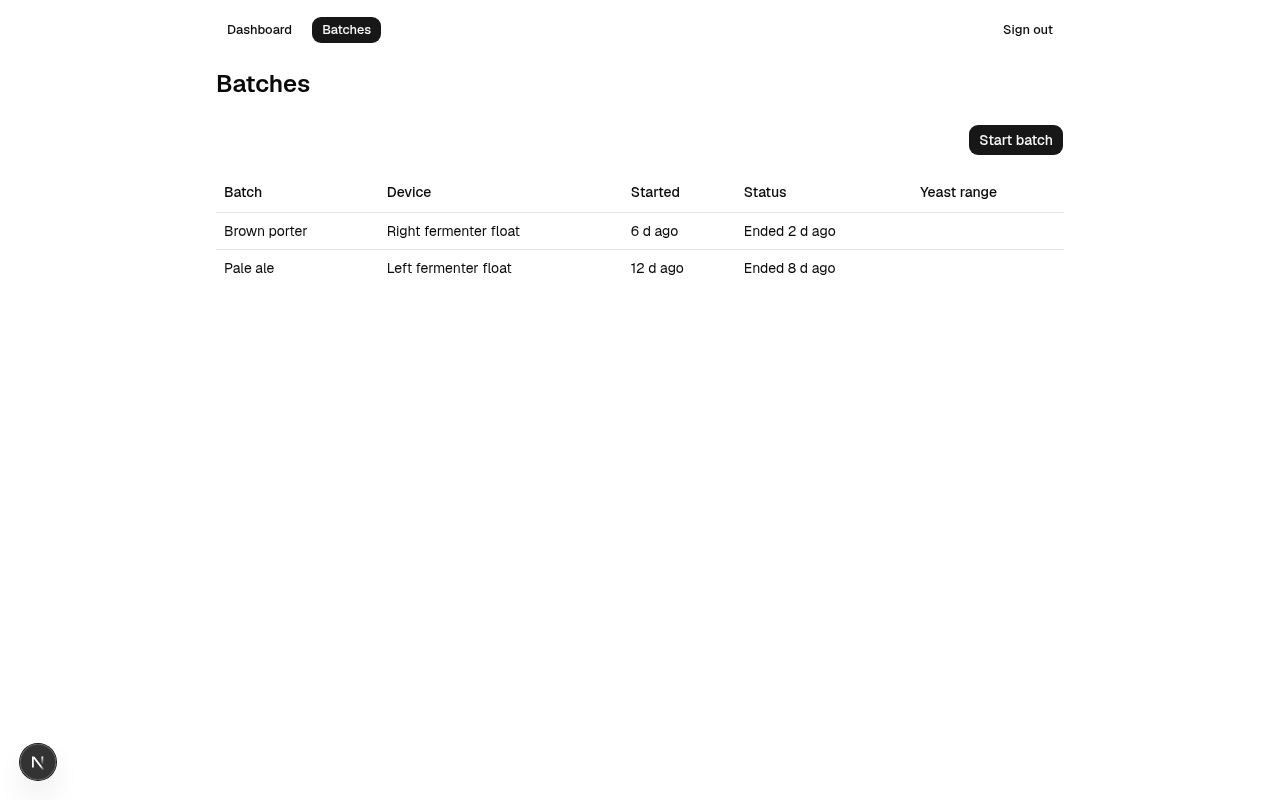 Dashboard Batches Sign out
Batches
Start batch
Batch Device Started Status Yeast range
Brown porter Right fermenter float 6 d ago Ended 2 d ago
Pale ale Left fermenter float 12 d ago Ended 8 d ago
N